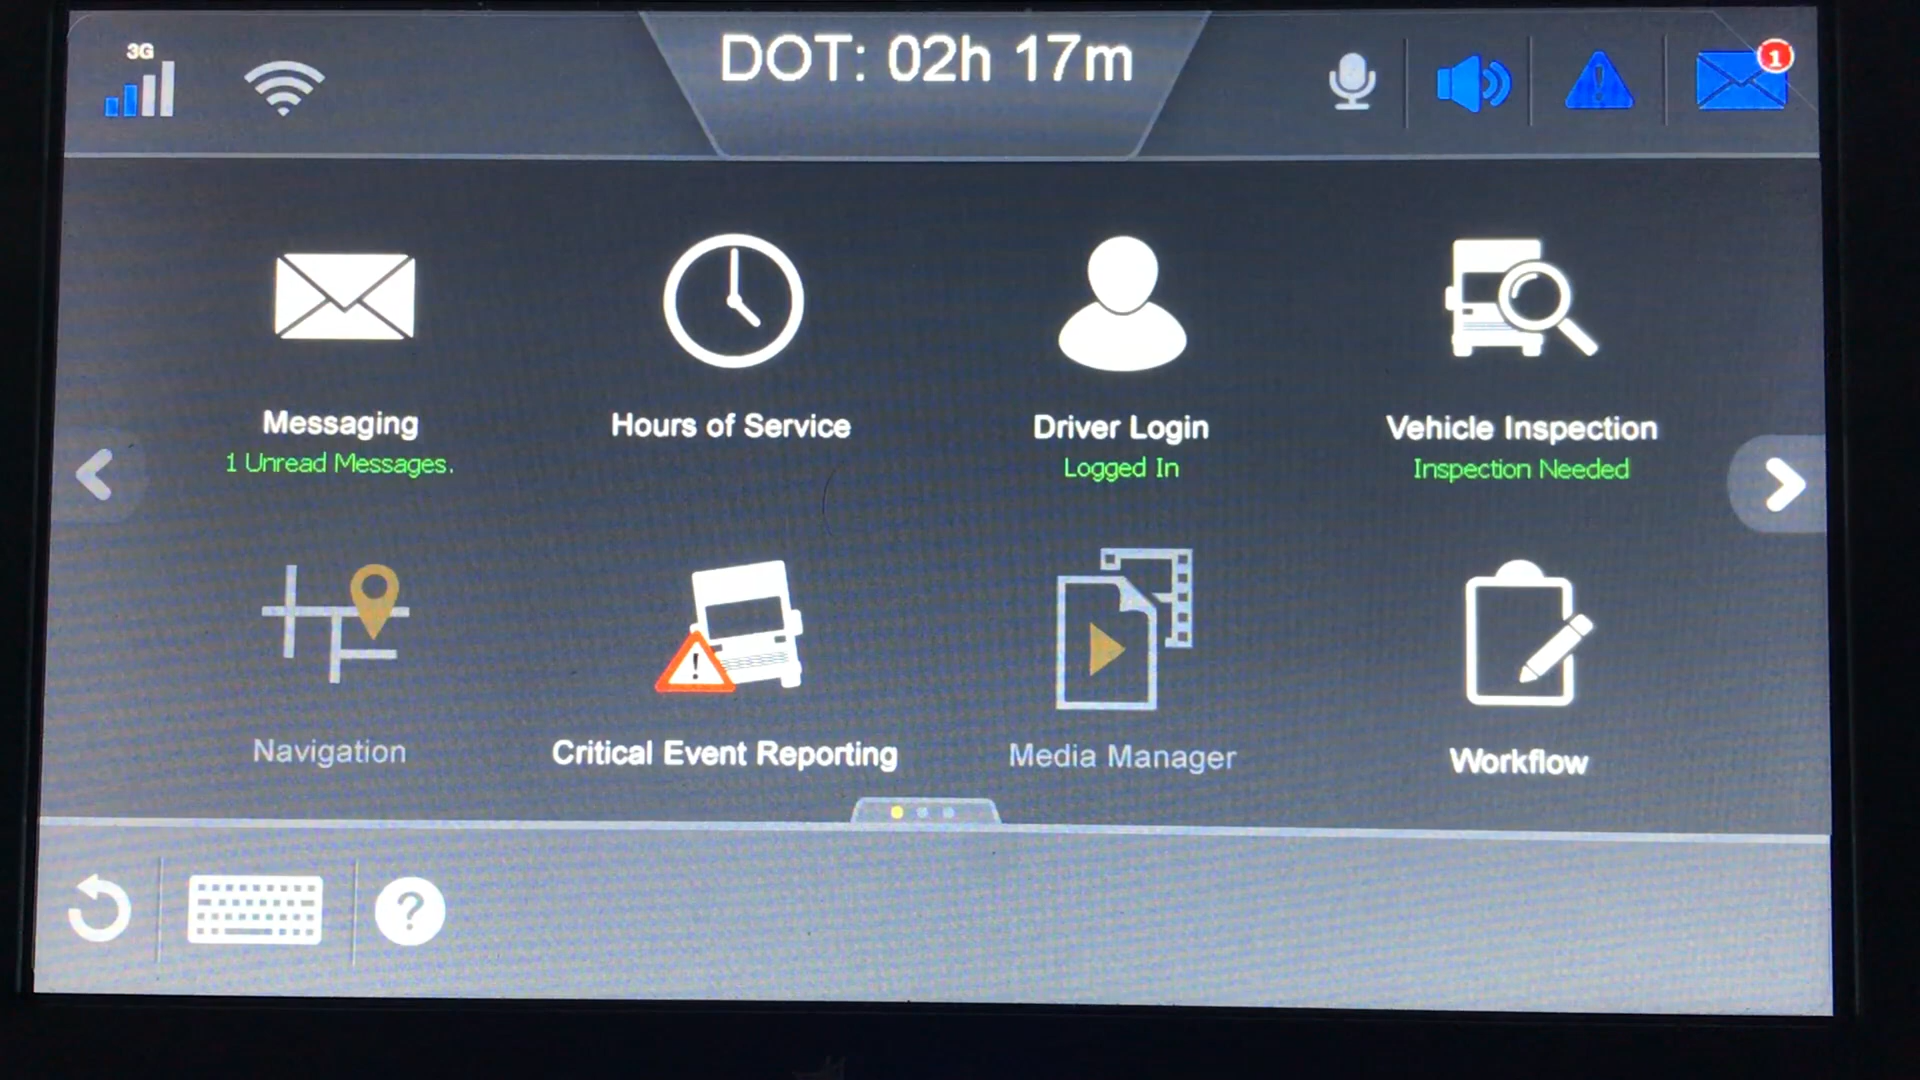 3G
DOT: 02h 17m
1
Messaging
1 Unread Messages.
Hours of Service
Driver Login
Logged In
Vehicle Inspection
Inspection Needed
Navigation
Critical Event Reporting
Media Manager
Workflow